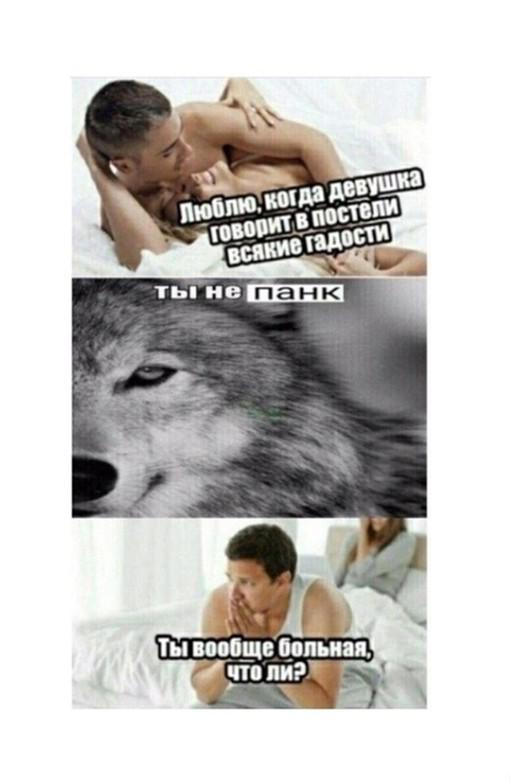 Люблю, когда девушка
говорит в постели
всякие гадости
ты не панк
Ты вообще больная,
что ли?